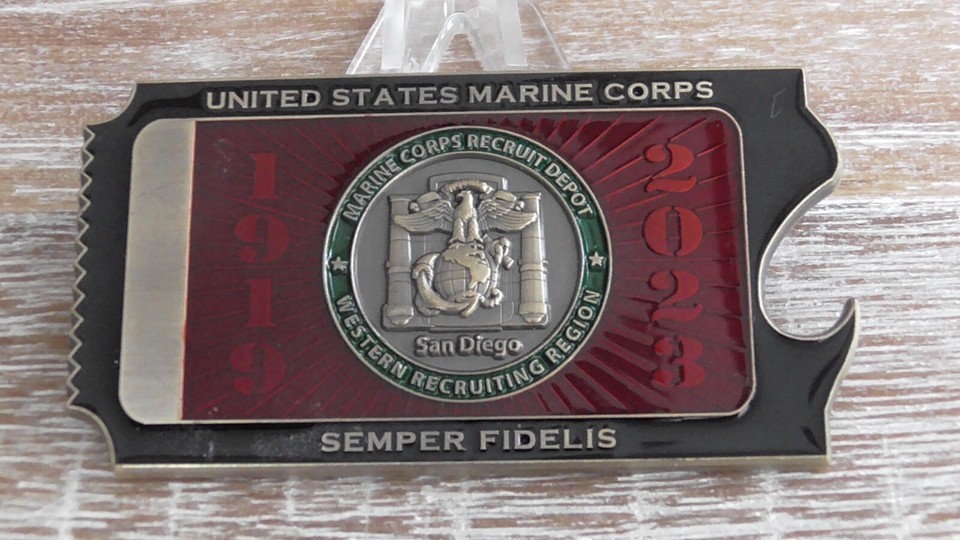 UNITED STATES MARINE CORPS
1919
MARINE CORPS RECRUIT DEPOT
San Diego
WESTERN RECRUITING REGION
2023
SEMPER FIDELIS